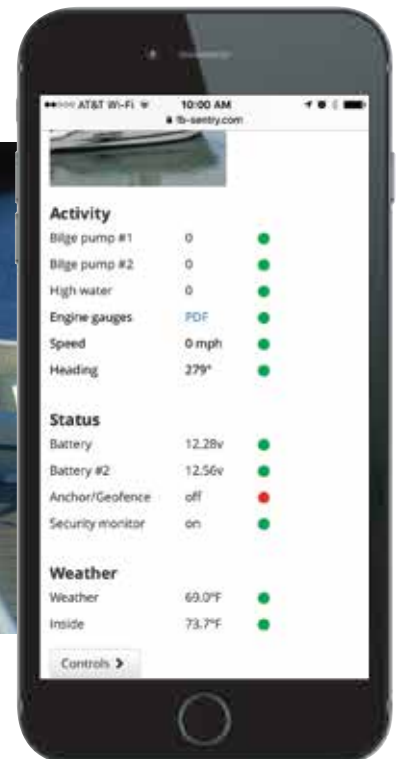 AT&T Wi-Fi 10:00 AM
fb-sentry.com
Activity
Bilge pump #1 0
Bilge pump #2 0
High water 0
Engine gauges PDF
Speed 0 mph
Heading 279°
Status
Battery 12.28v
Battery #2 12.56v
Anchor/Geofence off
Security monitor on
Weather
Weather 69.0°F
Inside 73.7°F
Controls